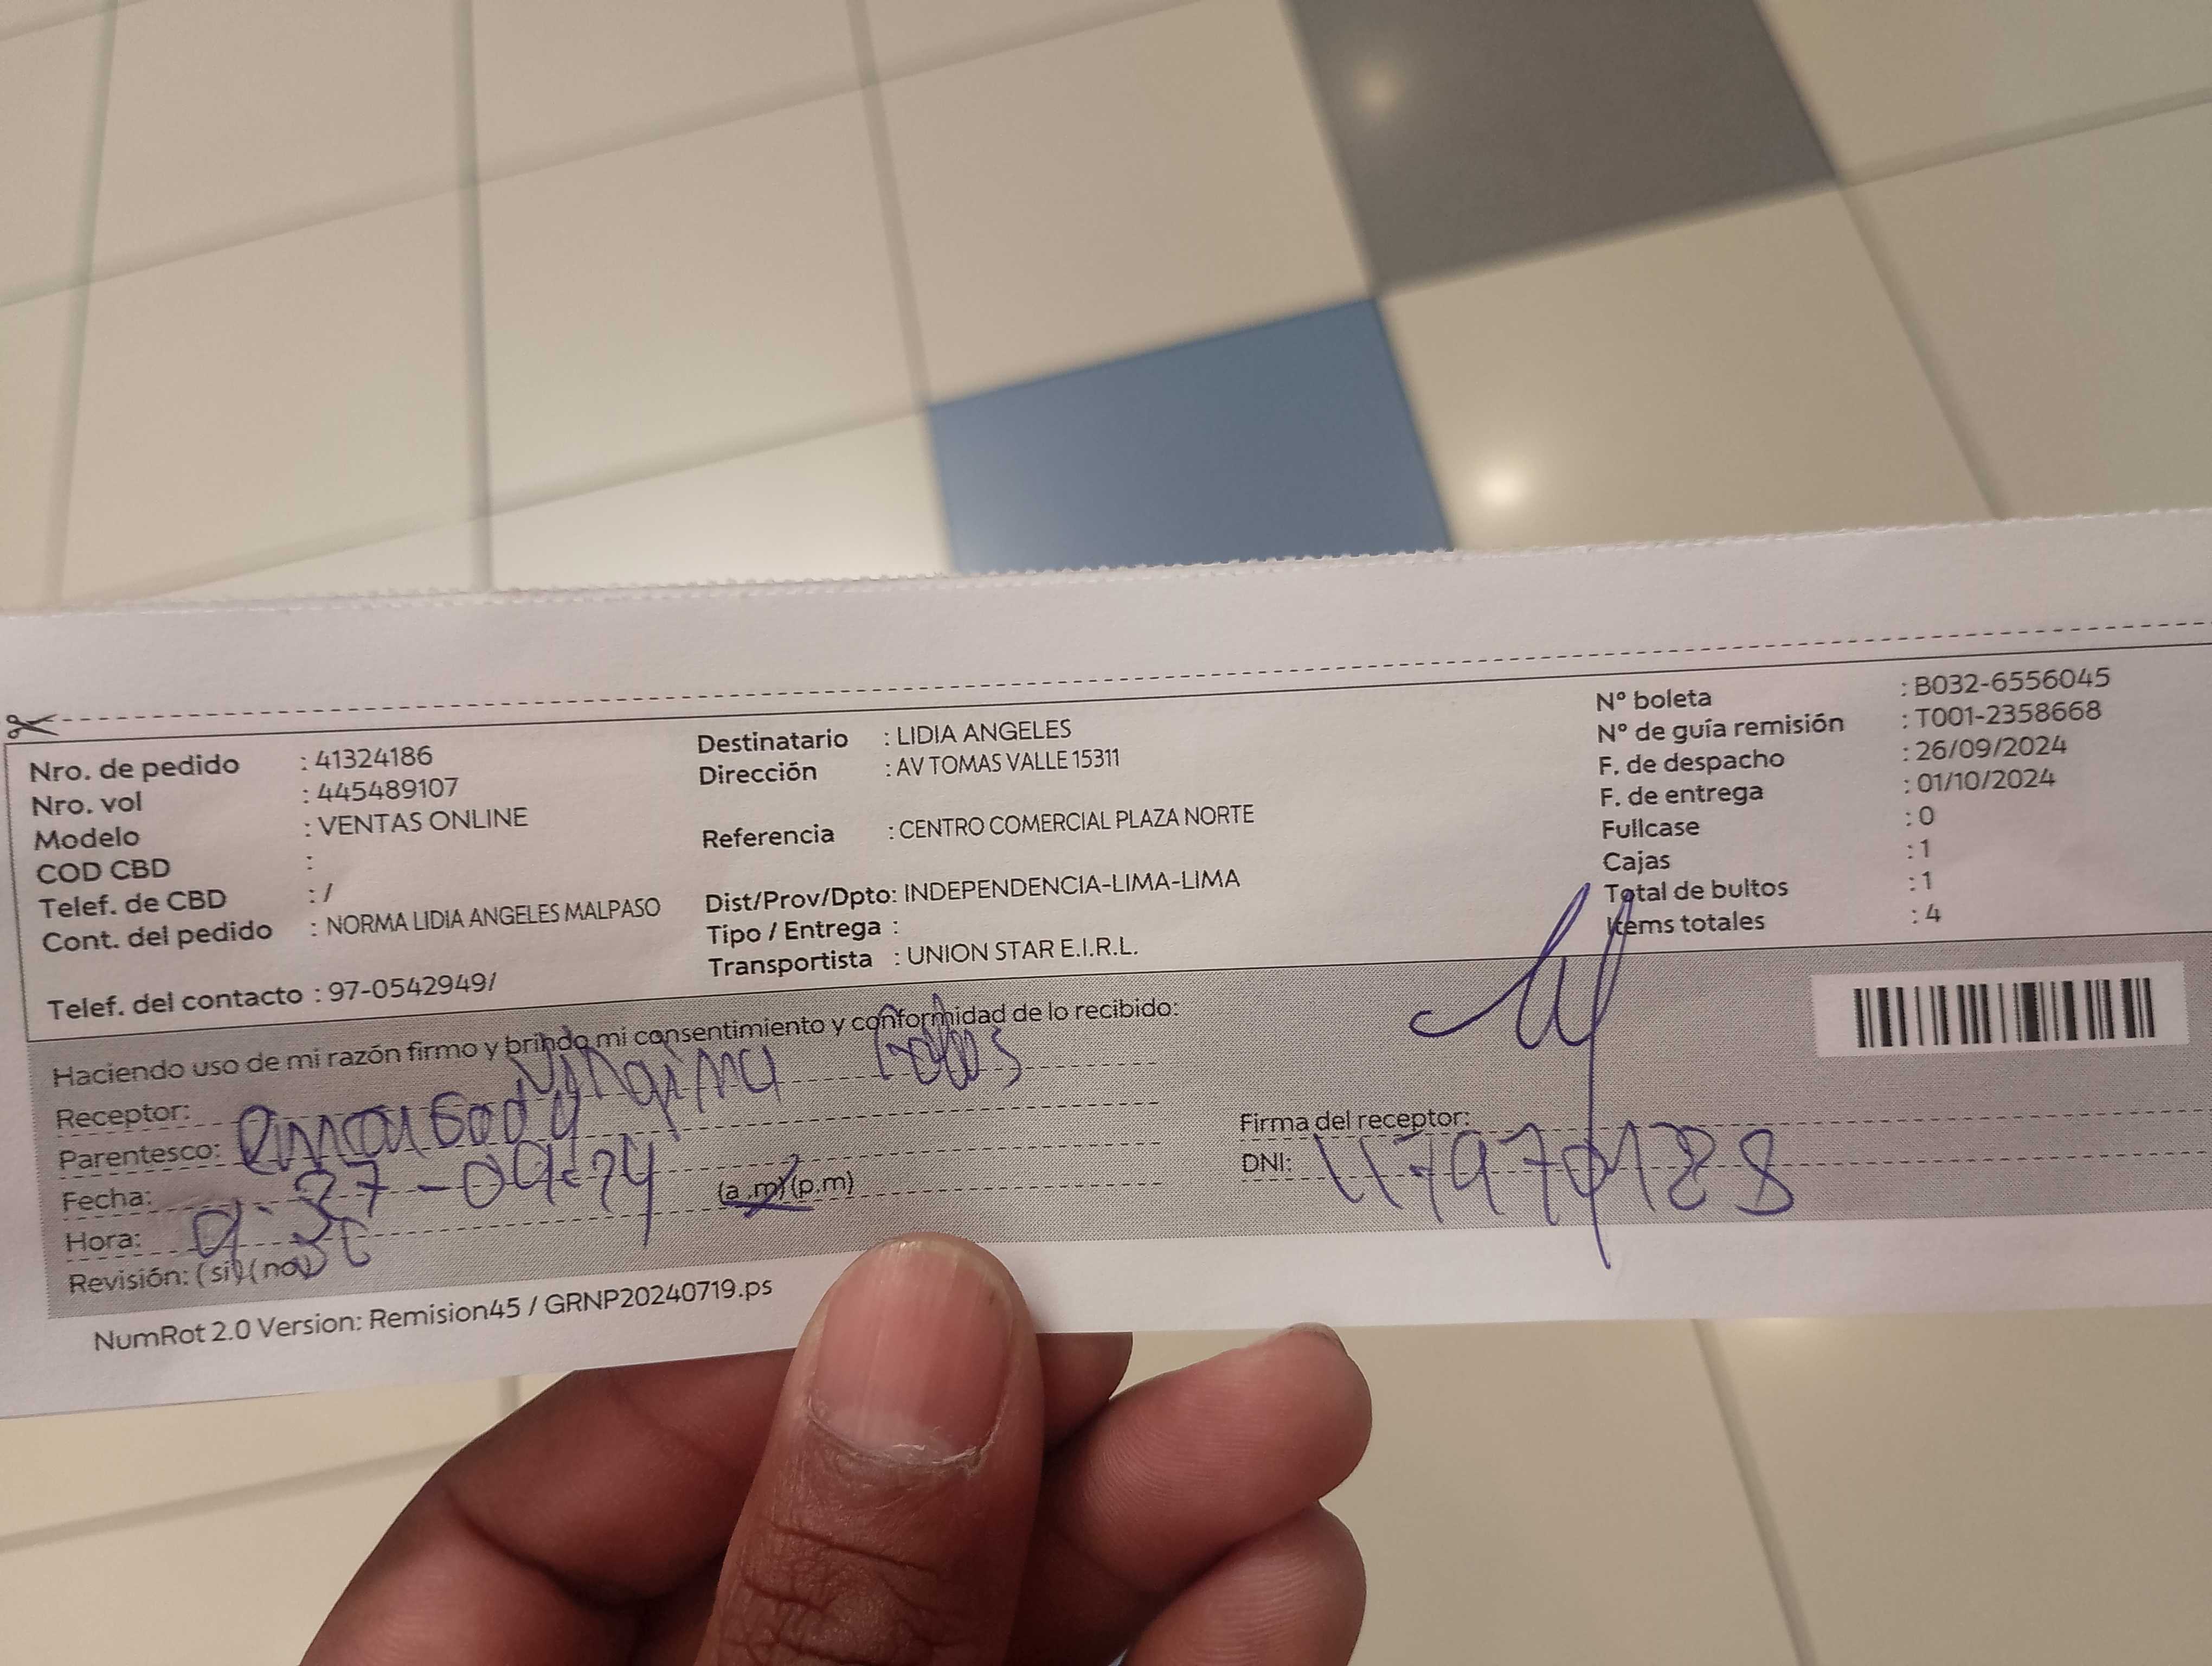 Nro. de pedido : 41324186
Nro. vol : 445489107
Modelo : VENTAS ONLINE
COD CBD :
Telef. de CBD : /
Cont. del pedido : NORMA LIDIA ANGELES MALPASO
Telef. del contacto : 97-0542949/
Destinatario : LIDIA ANGELES
Dirección : AV TOMAS VALLE 15311
Referencia : CENTRO COMERCIAL PLAZA NORTE
Dist/Prov/Dpto: INDEPENDENCIA-LIMA-LIMA
Tipo / Entrega :
Transportista : UNION STAR E.I.R.L.
N° boleta : B032-6556045
N° de guía remisión : T001-2358668
F. de despacho : 26/09/2024
F. de entrega : 01/10/2024
Fullcase : 0
Cajas : 1
Total de bultos : 1
Items totales : 4
Haciendo uso de mi razón firmo y brindo mi consentimiento y conformidad de lo recibido:
Receptor:
Parentesco:
Fecha: 27-09-24
Hora: (a.m) (p.m)
Revisión: (si) (no)
Firma del receptor:
DNI:
NumRot 2.0 Version: Remision45 / GRNP20240719.ps